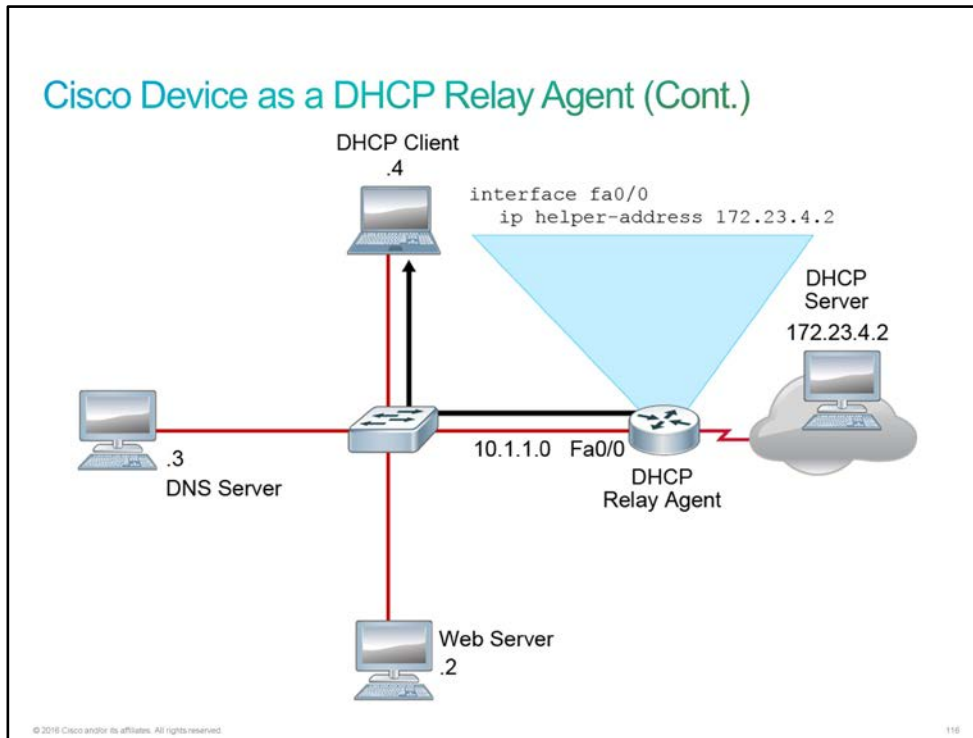 Cisco Device as a DHCP Relay Agent (Cont.)
DHCP Client
.4
interface fa0/0
ip helper-address 172.23.4.2
DHCP
Server
172.23.4.2
.3
DNS Server
10.1.1.0 Fa0/0
DHCP
Relay Agent
Web Server
.2
© 2016 Cisco and/or its affiliates. All rights reserved.
116